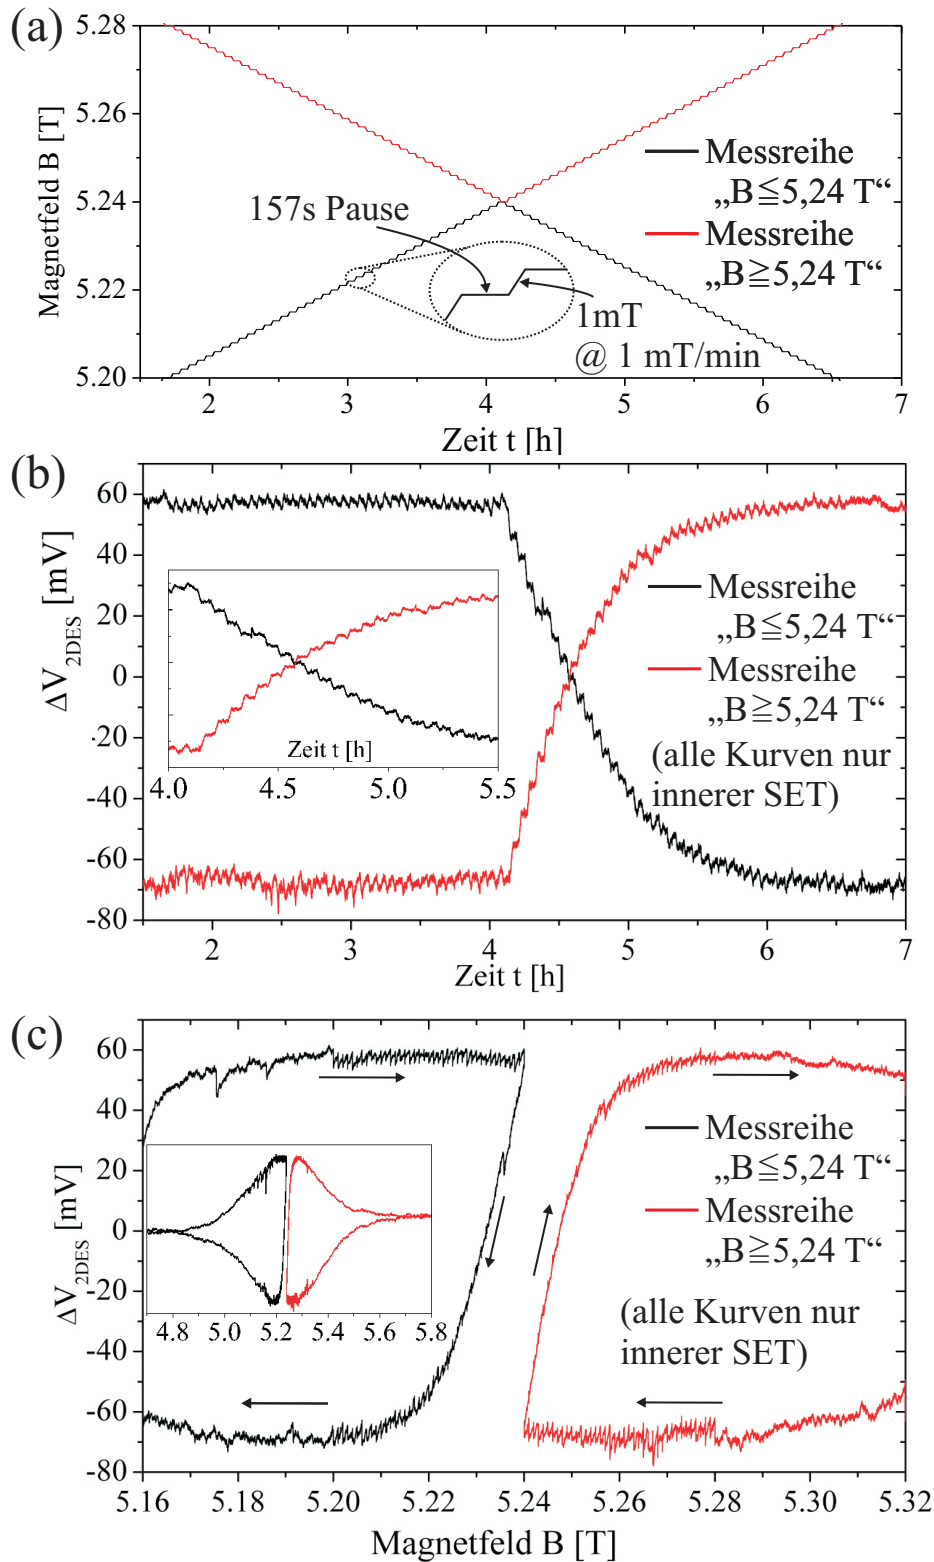 (a)
5.28
5.26
5.24
5.22
5.20
Magnetfeld B [T]
157s Pause
1mT
@ 1 mT/min
Messreihe
„B≦5,24 T“
Messreihe
„B≧5,24 T“
2 3 4 5 6 7
Zeit t [h]
(b)
60
40
20
0
-20
-40
-60
-80
ΔV2DES [mV]
Zeit t [h]
4.0 4.5 5.0 5.5
Messreihe
„B≦5,24 T“
Messreihe
„B≧5,24 T“
(alle Kurven nur
innerer SET)
2 3 4 5 6 7
Zeit t [h]
(c)
60
40
20
0
-20
-40
-60
-80
ΔV2DES [mV]
4.8 5.0 5.2 5.4 5.6 5.8
Messreihe
„B≦5,24 T“
Messreihe
„B≧5,24 T“
(alle Kurven nur
innerer SET)
5.16 5.18 5.20 5.22 5.24 5.26 5.28 5.30 5.32
Magnetfeld B [T]